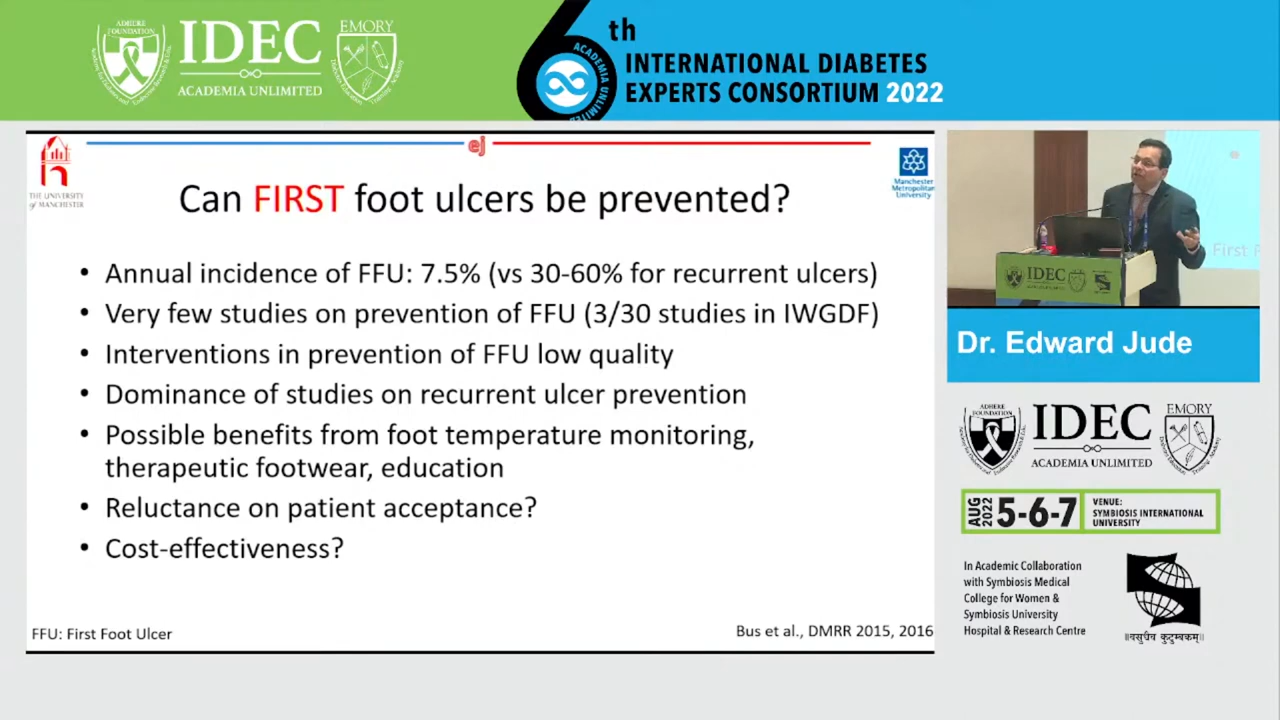 ADHERE
FOUNDATION
IDEC
ACADEMIA UNLIMITED
EMORY
6th
ACADEMIA UNLIMITED
INTERNATIONAL DIABETES
EXPERTS CONSORTIUM 2022
THE UNIVERSITY
of MANCHESTER
ej
Manchester
Metropolitan
University
Can FIRST foot ulcers be prevented?
• Annual incidence of FFU: 7.5% (vs 30-60% for recurrent ulcers)
• Very few studies on prevention of FFU (3/30 studies in IWGDF)
• Interventions in prevention of FFU low quality
• Dominance of studies on recurrent ulcer prevention
• Possible benefits from foot temperature monitoring,
therapeutic footwear, education
• Reluctance on patient acceptance?
• Cost-effectiveness?
FFU: First Foot Ulcer
Bus et al., DMRR 2015, 2016
First F
IDEC
Dr. Edward Jude
ADHERE
FOUNDATION
IDEC
ACADEMIA UNLIMITED
EMORY
AUG
2022
5-6-7
VENUE:
SYMBIOSIS INTERNATIONAL
UNIVERSITY
In Academic Collaboration
with Symbiosis Medical
College for Women &
Symbiosis University
Hospital & Research Centre
॥वसुधैव कुटुम्बकम्॥